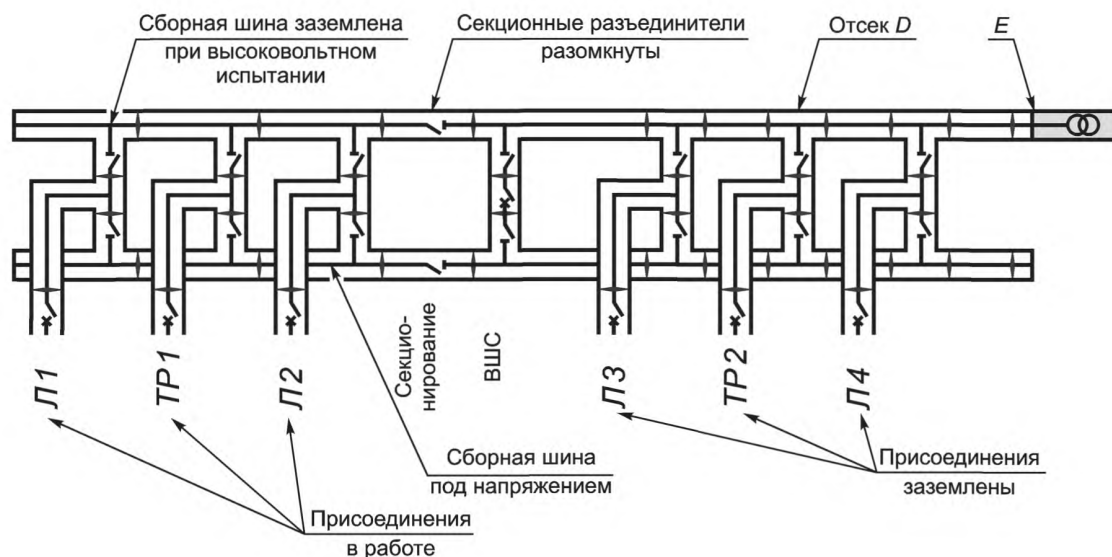 Сборная шина заземлена
при высоковольтном
испытании
Секционные разъединители
разомкнуты
Отсек D
E
Л1
ТР1
Л2
Секцио-
нирование
ВШС
Л3
ТР2
Л4
Сборная шина
под напряжением
Присоединения
заземлены
Присоединения
в работе